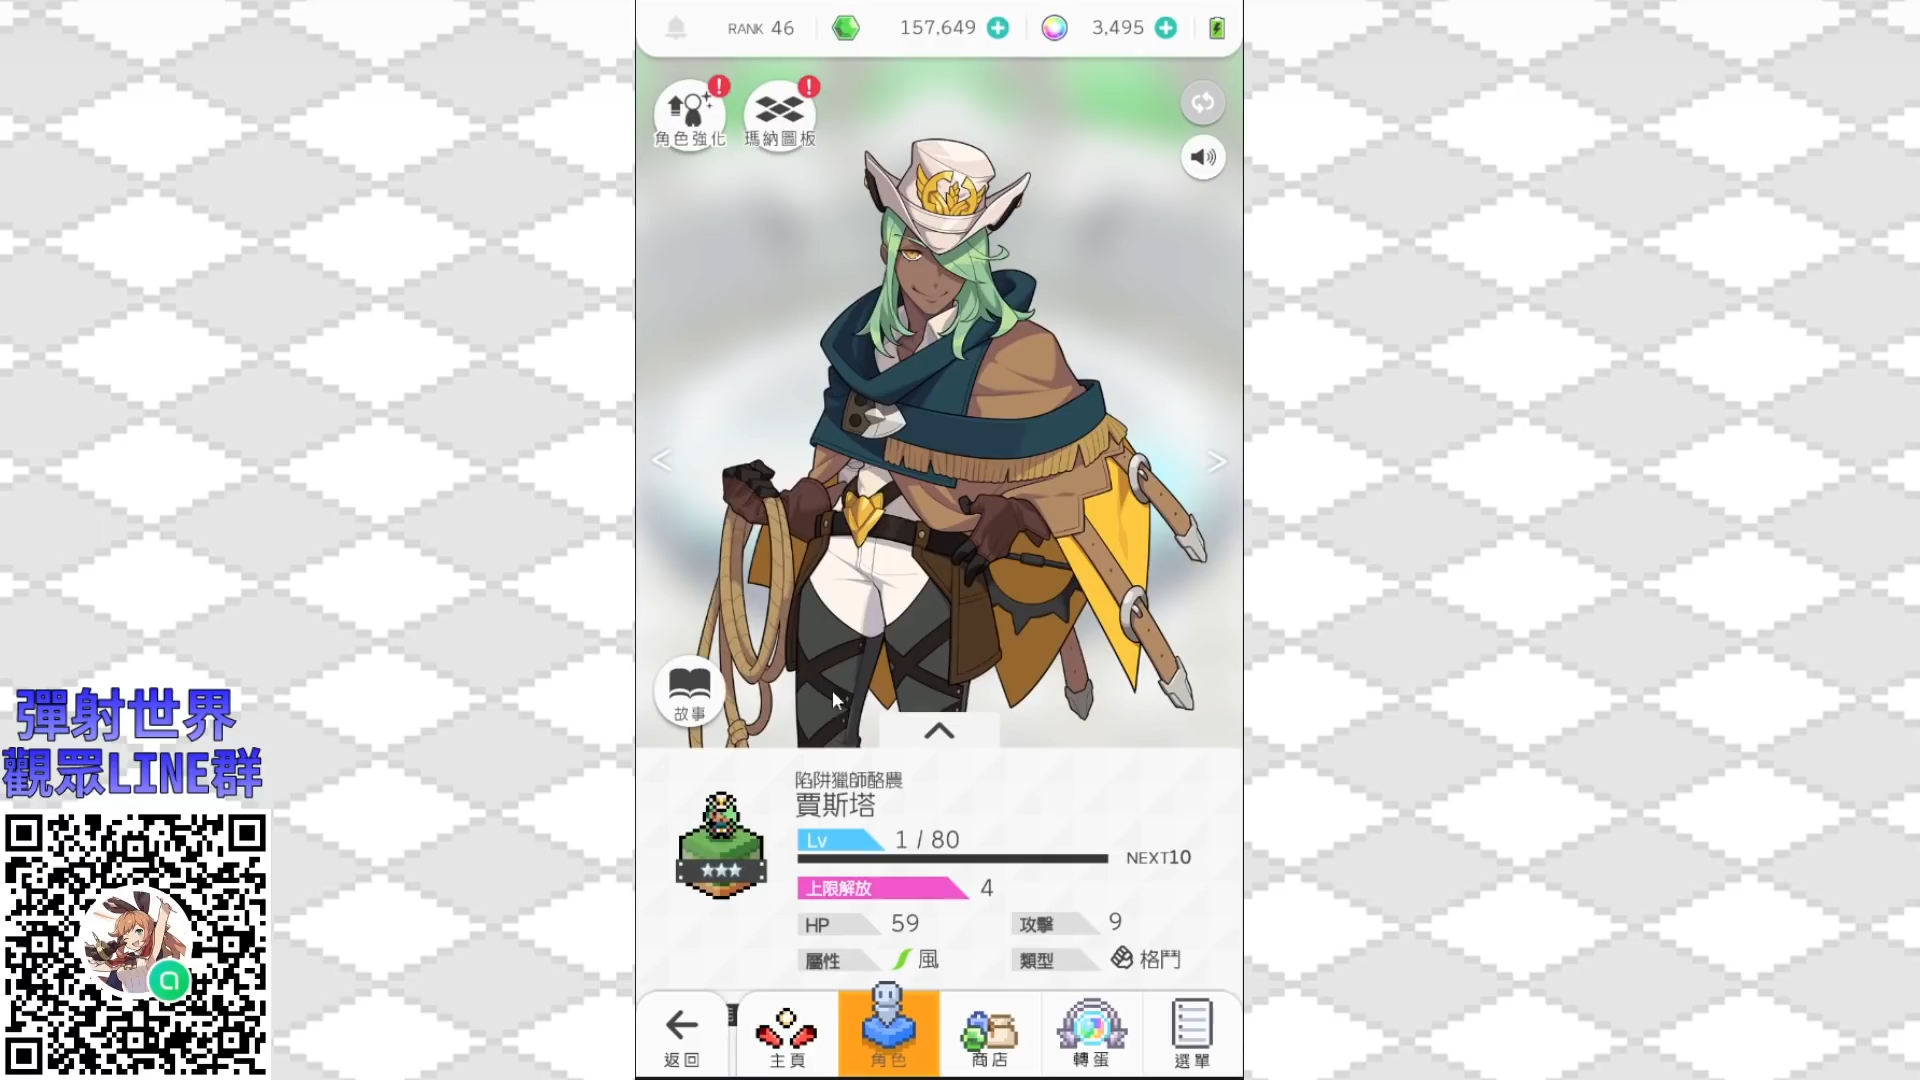 RANK 46
157,649
3,495
角色強化
瑪納圖板
故事
陷阱獵師酩農
賈斯塔
Lv 1 / 80
NEXT10
上限解放 4
HP 59
攻擊 9
屬性 風
類型 格鬥
返回
主頁
角色
商店
轉蛋
選單
彈射世界
觀眾LINE群